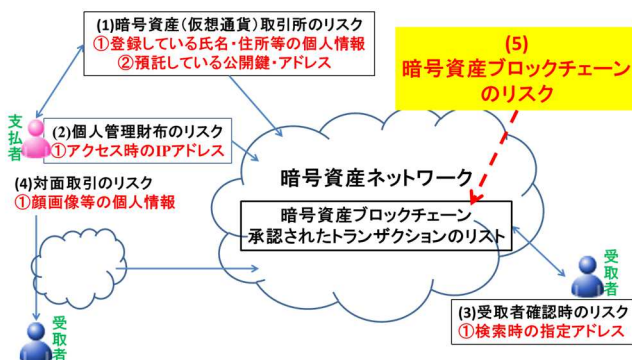 (1)暗号資産(仮想通貨)取引所のリスク
①登録している氏名・住所等の個人情報
②預託している公開鍵・アドレス
(5)
暗号資産ブロックチェーン
のリスク
支払者
(2)個人管理財布のリスク
①アクセス時のIPアドレス
(4)対面取引のリスク
①顔画像等の個人情報
暗号資産ネットワーク
暗号資産ブロックチェーン
承認されたトランザクションのリスト
受取者
(3)受取者確認時のリスク
①検索時の指定アドレス
受取者